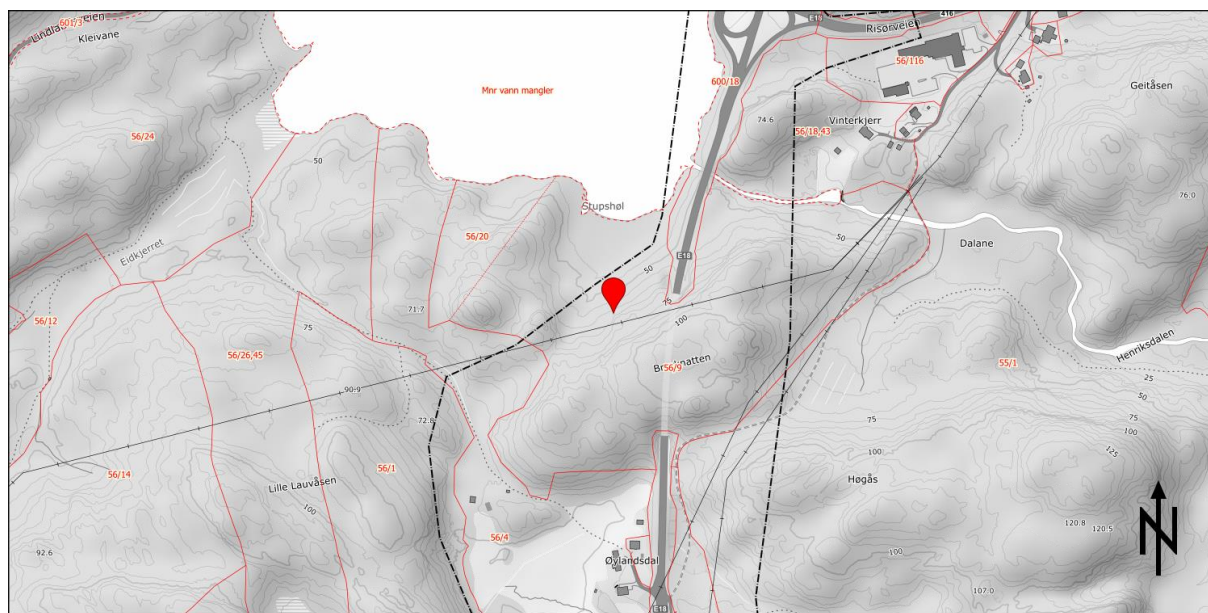 601/3
Lindla
eien
Kleivane
E18
416
Risørveien
56/116
600/18
Mnr vann mangler
Geitåsen
74.6
Vinterkjerr
56/18,43
56/24
50
76.0
Stupshøl
56/20
Eidkjerret
50
Dalane
E18
50
75
71.7
100
56/12
75
Henriksdalen
56/26,45
56/9
55/1
25
90.9
50
72.8
75
75
100
100
125
56/14
56/1
Lille Lauvåsen
Høgås
100
120.8
120.5
56/4
92.6
100
Øylandsdal
107.0
E18
N